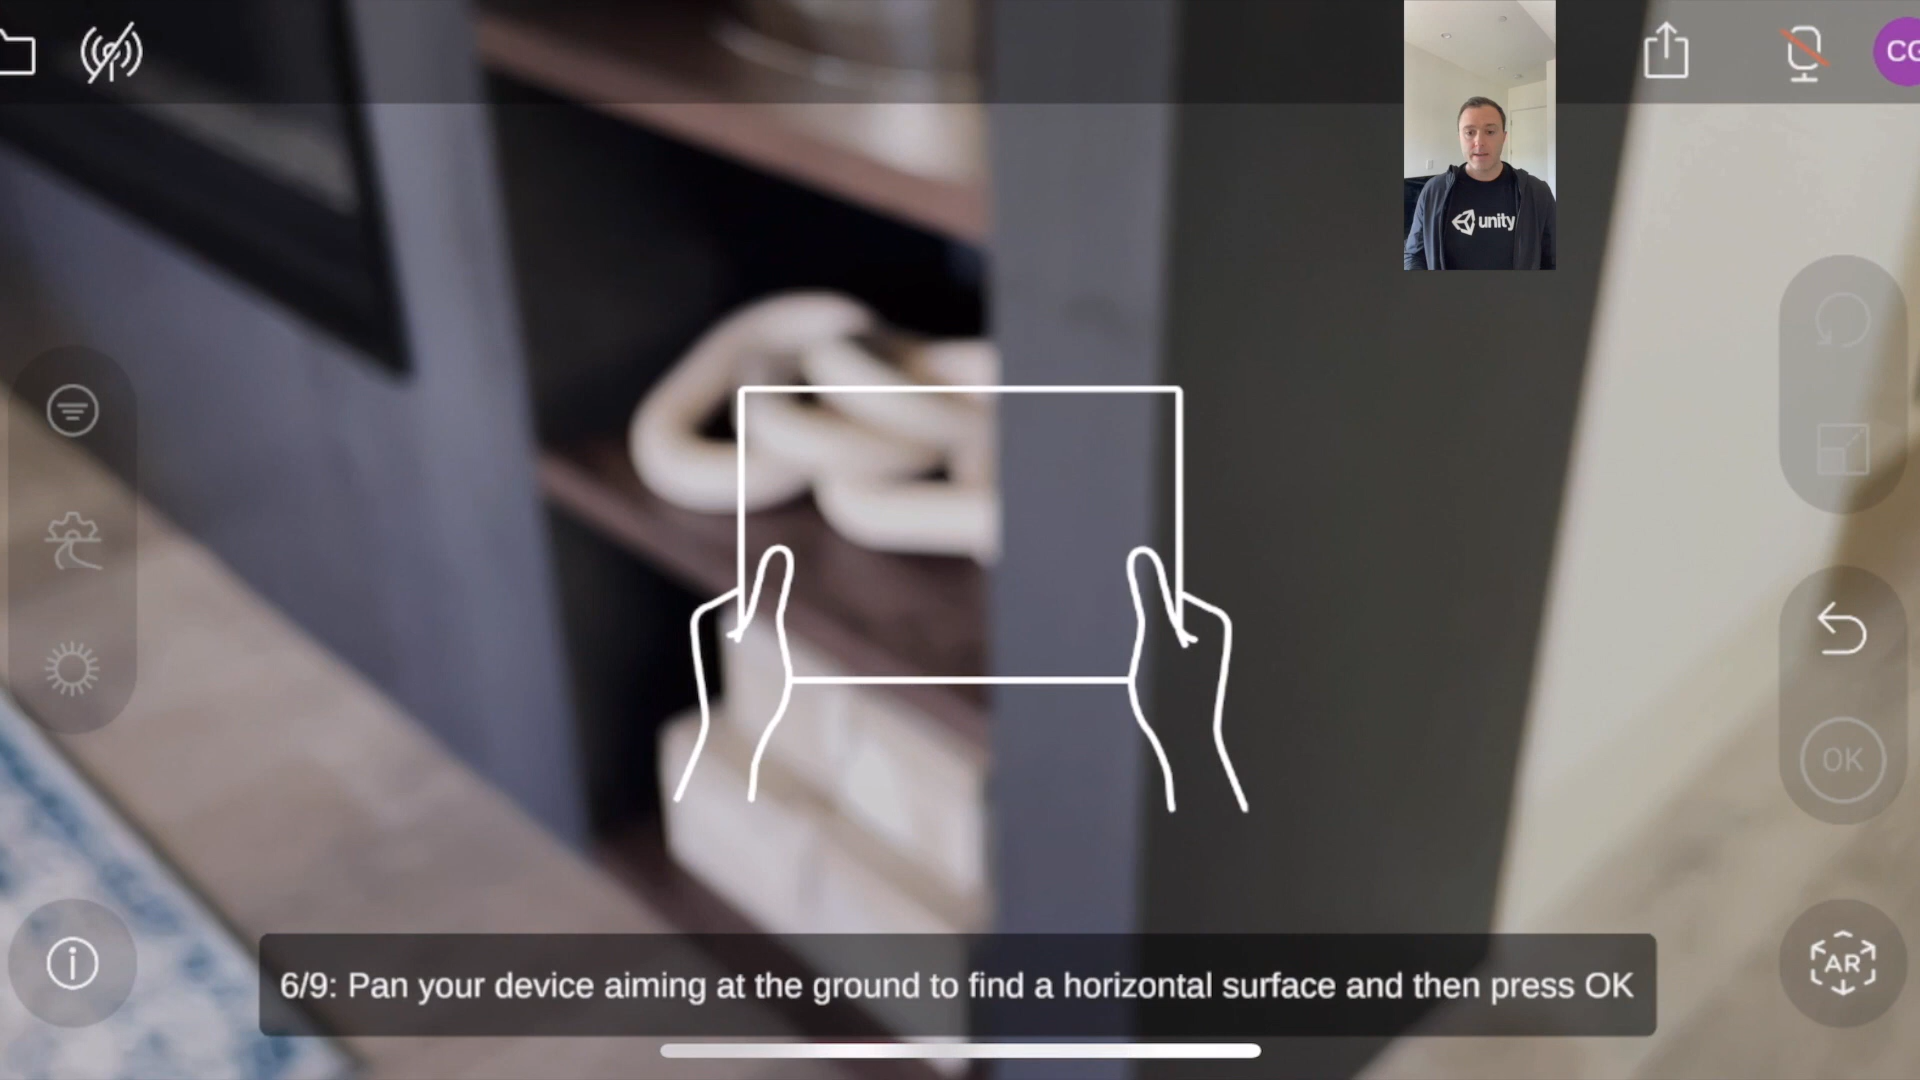 CG
unity
OK
AR
6/9: Pan your device aiming at the ground to find a horizontal surface and then press OK